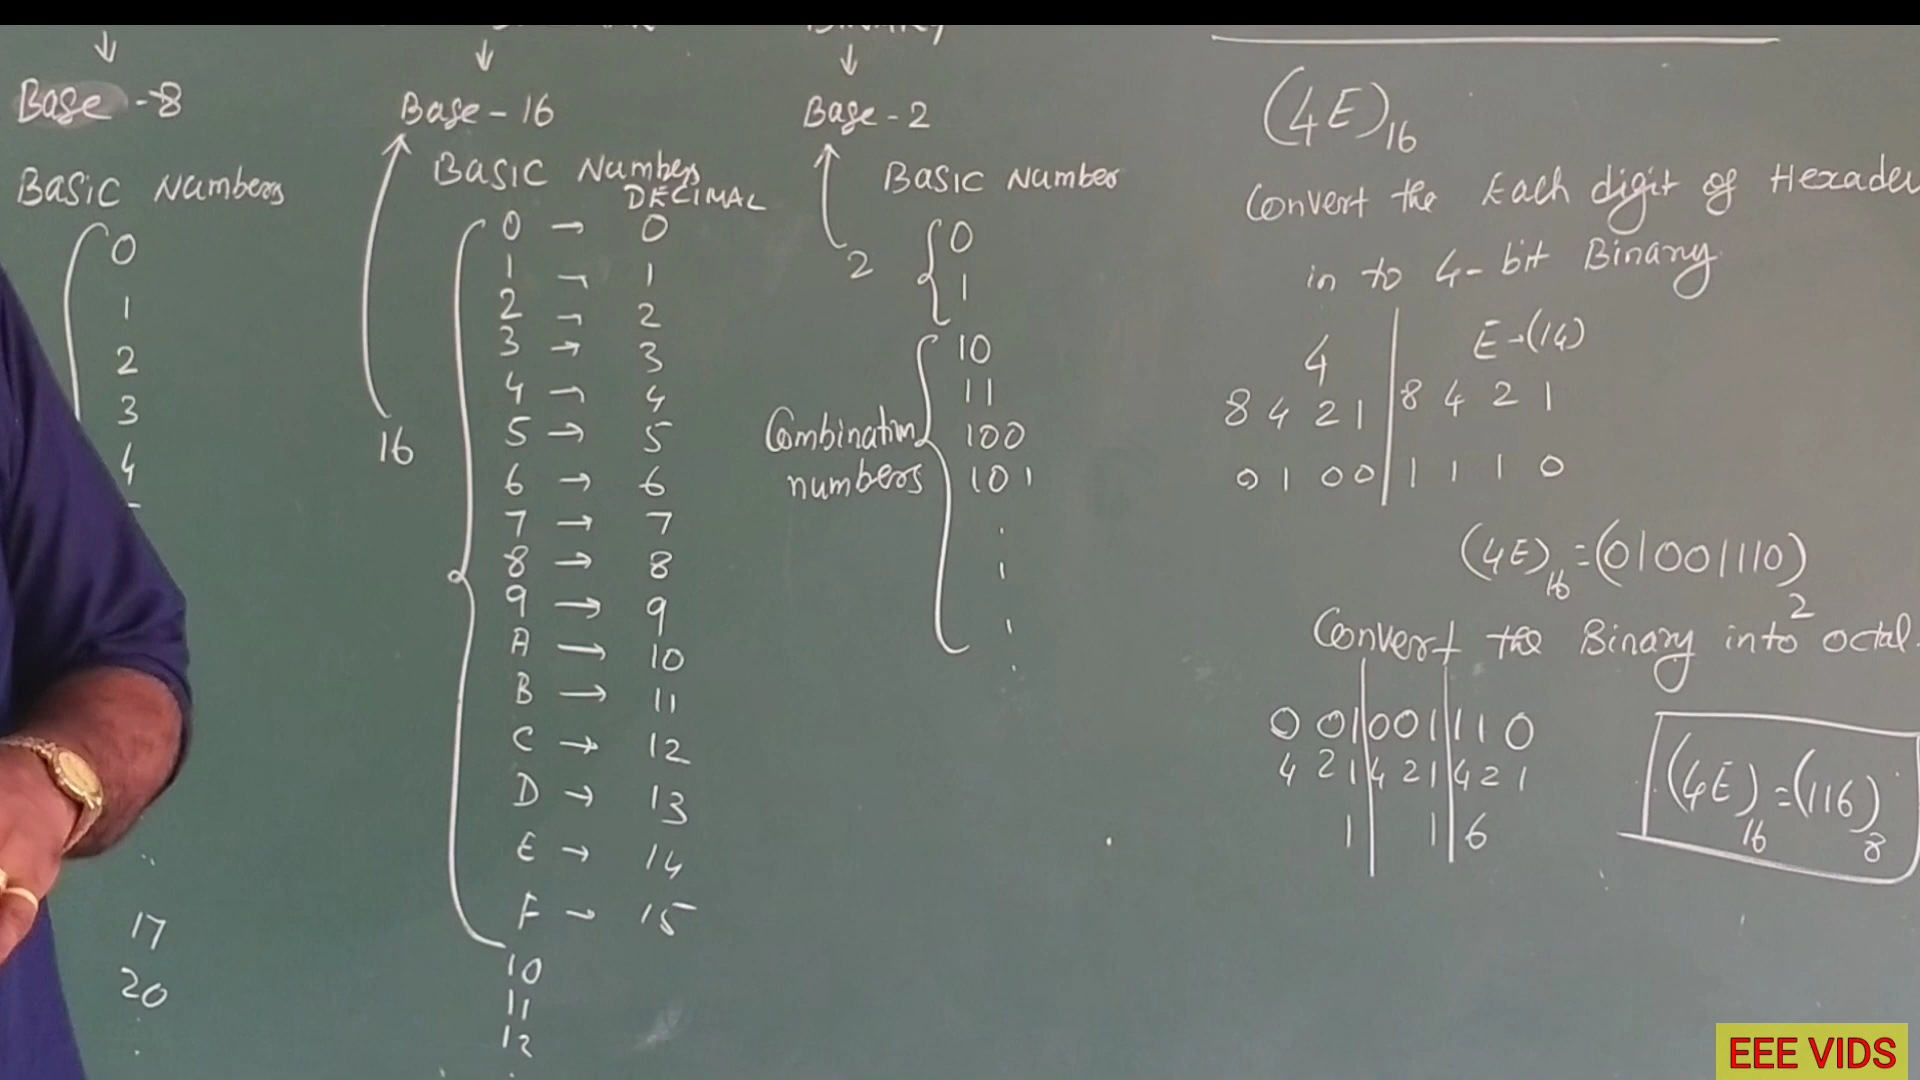 Base - 8
BASIC Numbers
0
1
2
3
4
17
20
Base - 16
BASIC Numbers
DECIMAL
0 → 0
1 → 1
2 → 2
3 → 3
4 → 4
5 → 5
6 → 6
7 → 7
8 → 8
9 → 9
A → 10
B → 11
C → 12
D → 13
E → 14
F → 15
10
11
12
16
BINARY
Base - 2
BASIC Number
0
1
2
10
11
100
101
Combination
numbers
(4E)16
Convert the Each digit of Hexadec
in to 4-bit Binary
4 | E→(14)
8 4 2 1 | 8 4 2 1
0 1 0 0 | 1 1 1 0
(4E)16 = (01001110)2
Convert the Binary into octal.
0 0 1 | 0 0 1 | 1 1 0
4 2 1 | 4 2 1 | 4 2 1
1 | 1 | 6
(4E)16 = (116)8
EEE VIDS